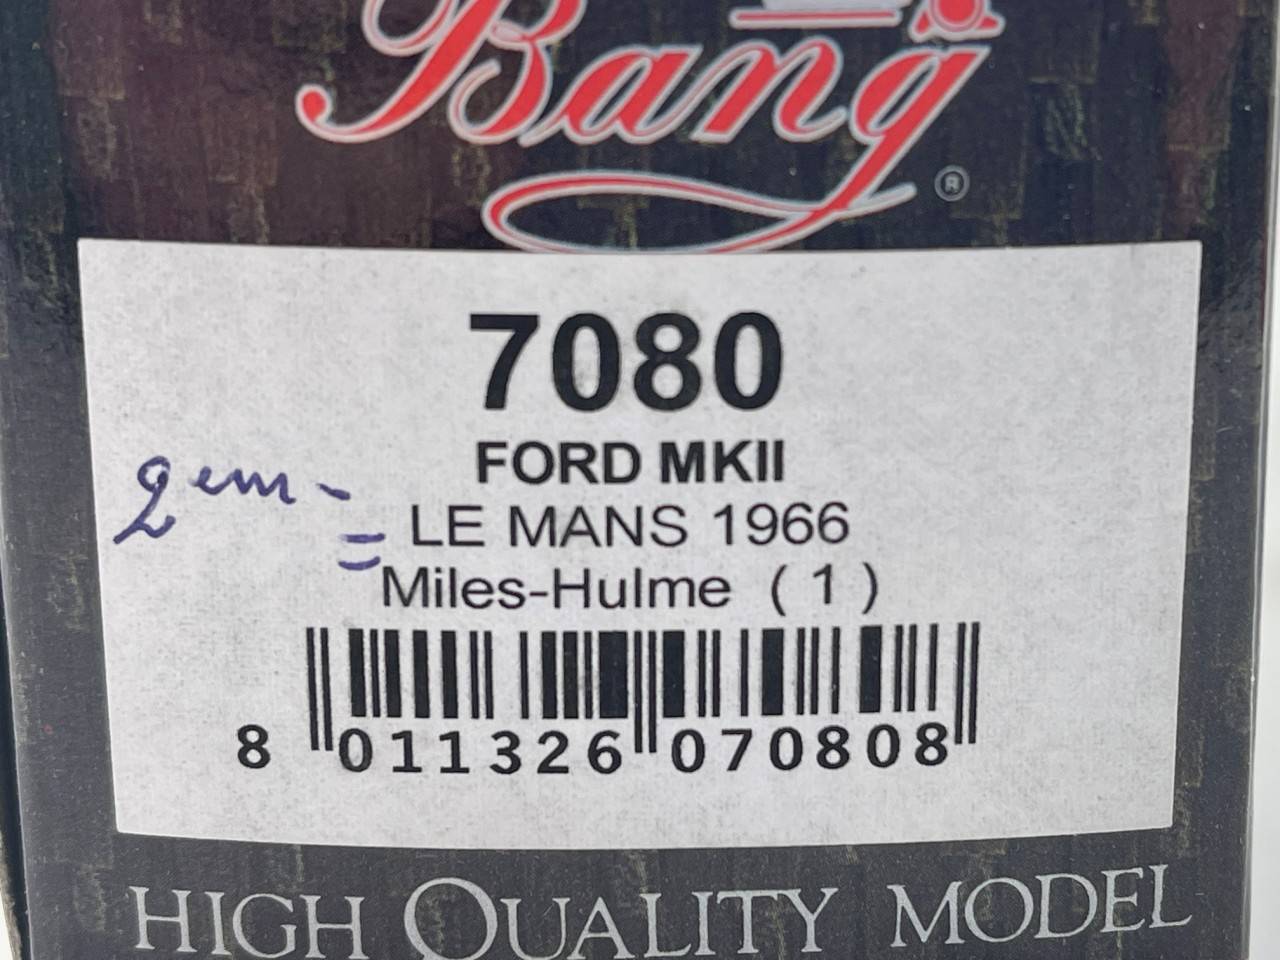 Bang
®
7080
FORD MKII
2em -
= LE MANS 1966
Miles-Hulme ( 1 )
8 011326 070808
HIGH QUALITY MODEL